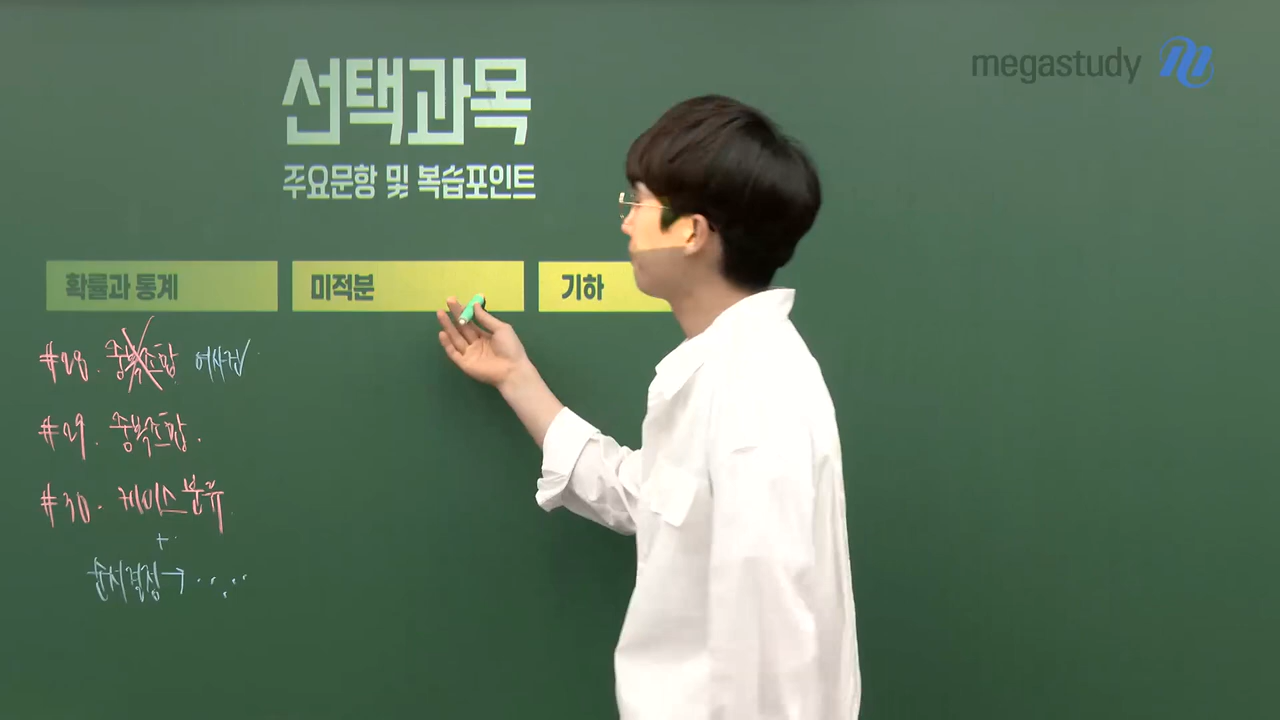 megastudy
선택과목
주요문항 및 복습포인트
확률과 통계
미적분
기하
#28. 중복조합 여사건
#29. 중복조합.
#30. 케이스 분류
+
순서결정 → .....